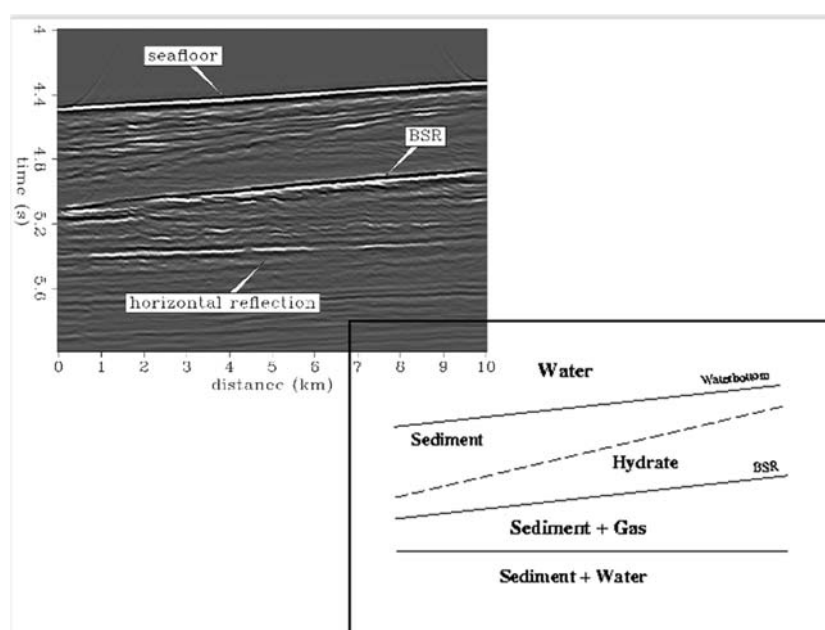 seafloor
BSR
horizontal reflection
time (s)
4
4.4
4.8
5.2
5.6
0 1 2 3 4 5 6 7 8 9 10
distance (km)
Water
Waterbottom
Sediment
Hydrate
BSR
Sediment + Gas
Sediment + Water